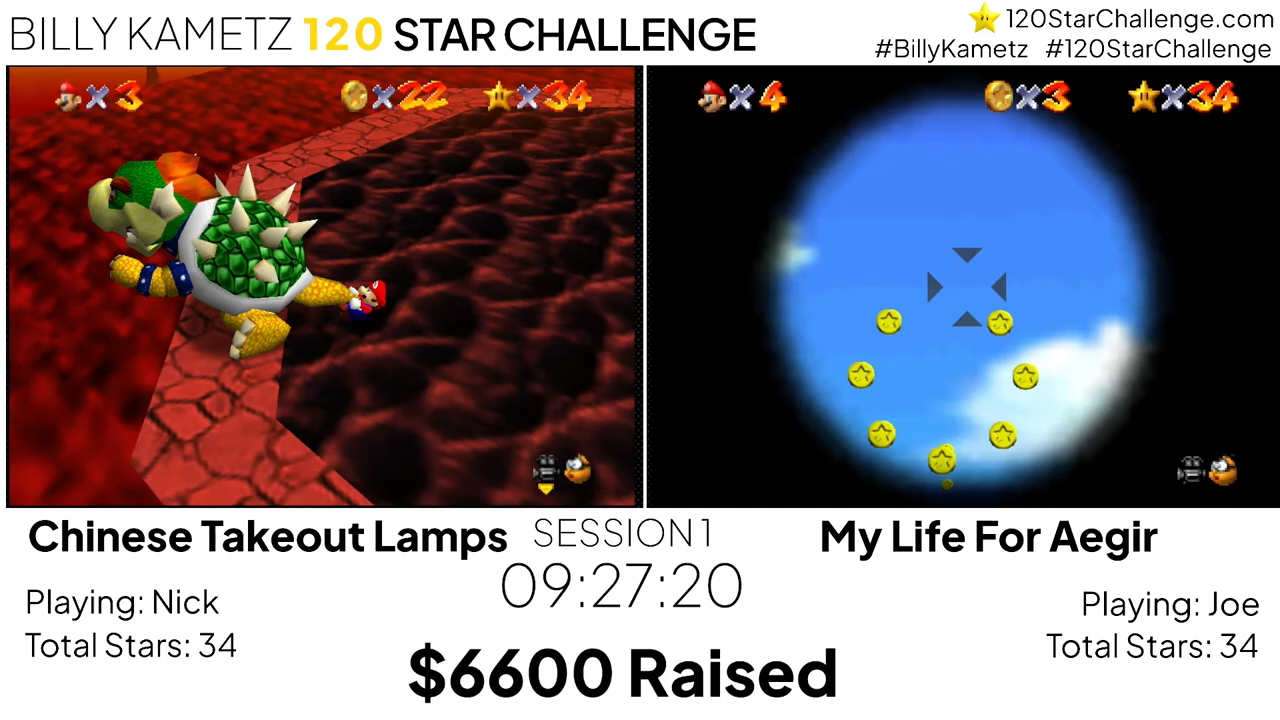 BILLY KAMETZ 120 STAR CHALLENGE
120StarChallenge.com
#BillyKametz #120StarChallenge
×3 ×22 ×34
×4 ×3 ×34
Chinese Takeout Lamps
SESSION 1
My Life For Aegir
09:27:20
Playing: Nick
Total Stars: 34
Playing: Joe
Total Stars: 34
$6600 Raised